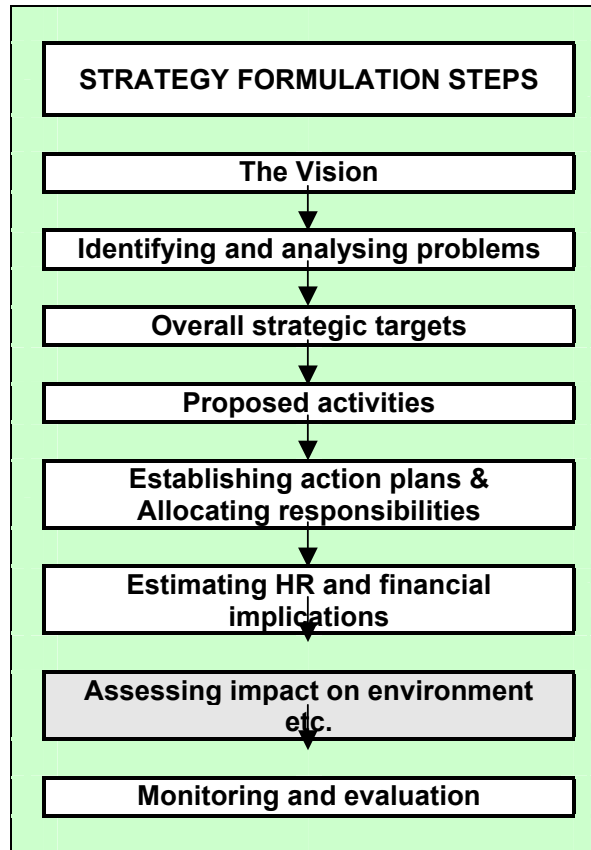 STRATEGY FORMULATION STEPS
The Vision
Identifying and analysing problems
Overall strategic targets
Proposed activities
Establishing action plans &
Allocating responsibilities
Estimating HR and financial
implications
Assessing impact on environment
etc.
Monitoring and evaluation